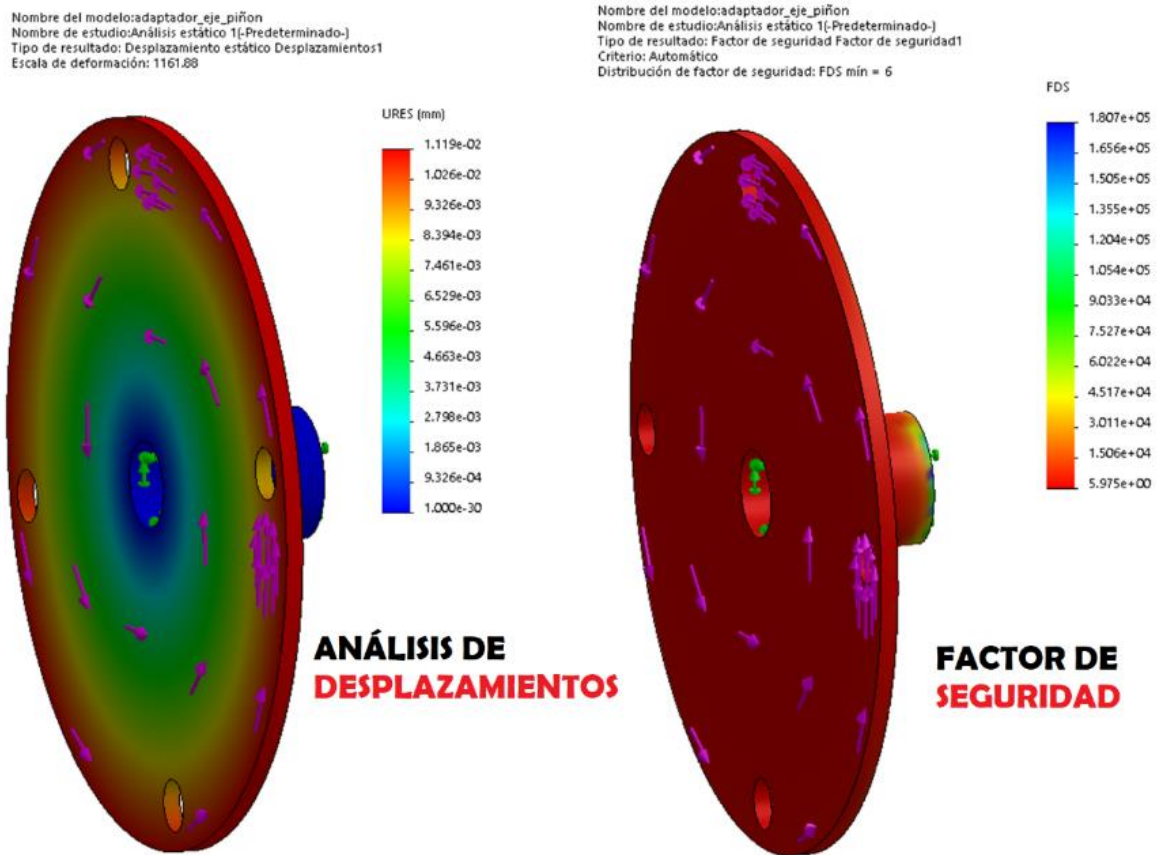 Nombre del modelo:adaptador_eje_piñon
Nombre de estudio:Análisis estático 1(-Predeterminado-)
Tipo de resultado: Desplazamiento estático Desplazamientos1
Escala de deformación: 1161.88
URES (mm)
1.119e-02
1.026e-02
9.326e-03
8.394e-03
7.461e-03
6.529e-03
5.596e-03
4.663e-03
3.731e-03
2.798e-03
1.865e-03
9.326e-04
1.000e-30
ANÁLISIS DE
DESPLAZAMIENTOS
Nombre del modelo:adaptador_eje_piñon
Nombre de estudio:Análisis estático 1(-Predeterminado-)
Tipo de resultado: Factor de seguridad Factor de seguridad1
Criterio: Automático
Distribución de factor de seguridad: FDS mín = 6
FDS
1.807e+05
1.656e+05
1.505e+05
1.355e+05
1.204e+05
1.054e+05
9.033e+04
7.527e+04
6.022e+04
4.517e+04
3.011e+04
1.506e+04
5.975e+00
FACTOR DE
SEGURIDAD